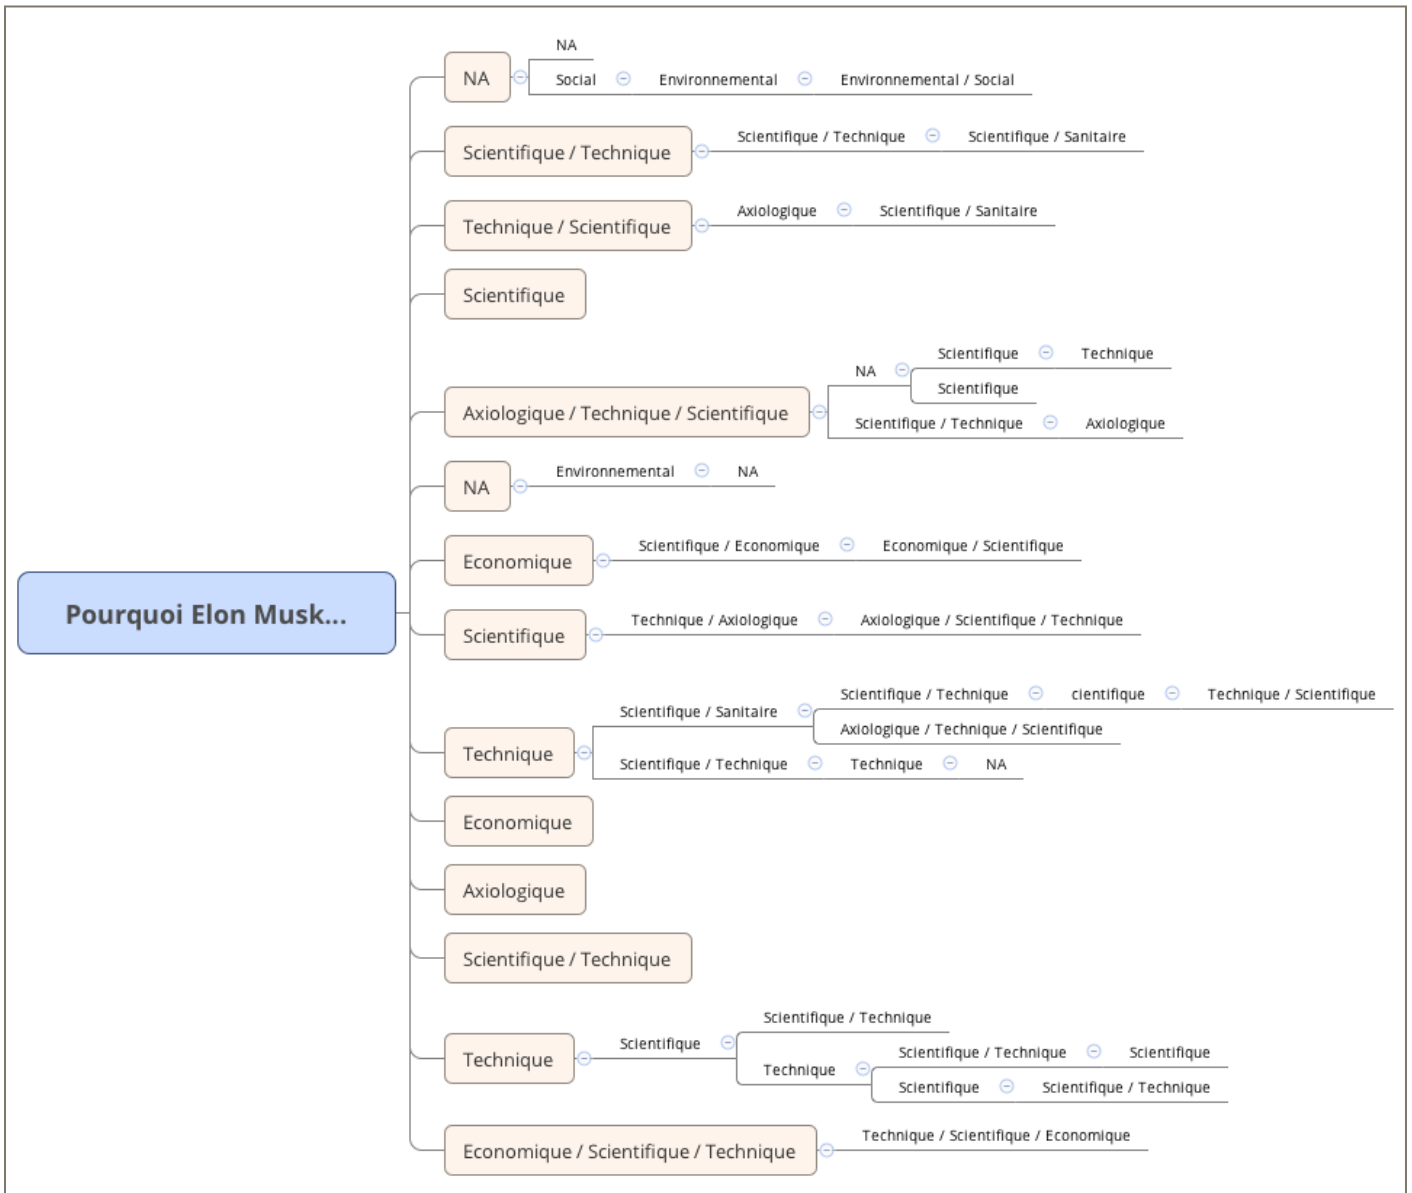 NA
NA
Social
Environnemental
Environnemental / Social
Scientifique / Technique
Scientifique / Technique
Scientifique / Sanitaire
Technique / Scientifique
Axiologique
Scientifique / Sanitaire
Scientifique
Axiologique / Technique / Scientifique
NA
Scientifique
Technique
Scientifique
Scientifique / Technique
Axiologique
NA
Environnemental
NA
Economique
Scientifique / Economique
Economique / Scientifique
Pourquoi Elon Musk...
Scientifique
Technique / Axiologique
Axiologique / Scientifique / Technique
Technique
Scientifique / Sanitaire
Scientifique / Technique
cientifique
Technique / Scientifique
Axiologique / Technique / Scientifique
Scientifique / Technique
Technique
NA
Economique
Axiologique
Scientifique / Technique
Technique
Scientifique
Scientifique / Technique
Technique
Scientifique / Technique
Scientifique
Scientifique
Scientifique / Technique
Economique / Scientifique / Technique
Technique / Scientifique / Economique